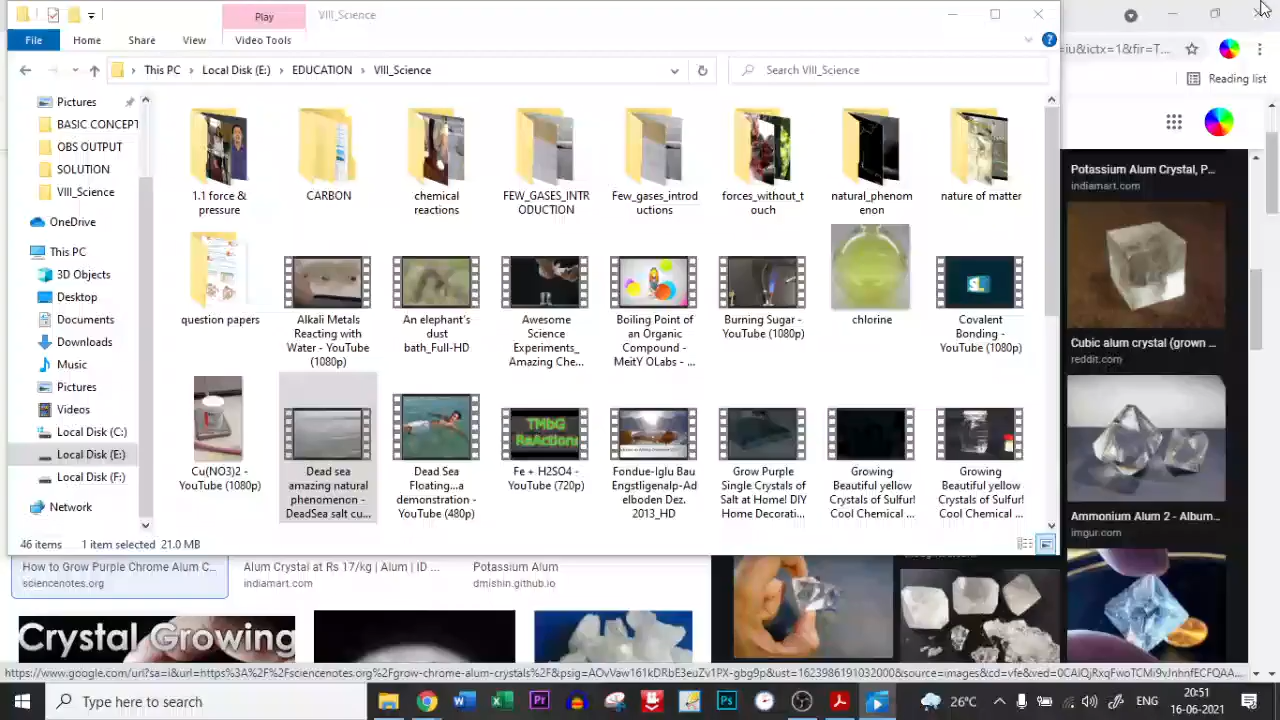 Play
VIII_Science
File
Home
Share
View
Video Tools
This PC
Local Disk (E:)
EDUCATION
VIII_Science
Search VIII_Science
Pictures
BASIC CONCEPT
OBS OUTPUT
SOLUTION
VIII_Science
OneDrive
This PC
3D Objects
Desktop
Documents
Downloads
Music
Pictures
Videos
Local Disk (C:)
Local Disk (E:)
Local Disk (F:)
Network
1.1 force &
pressure
CARBON
chemical
reactions
FEW_GASES_INTR
ODUCTION
Few_gases_introd
uctions
forces_without_t
ouch
natural_phenom
enon
nature of matter
question papers
Alkali Metals
Reacting with
Water - YouTube
(1080p)
An elephant's
dust
bath_Full-HD
Awesome
Science
Experiments_
Amazing Che...
Boiling Point of
an Organic
Compound -
MeitY OLabs - ...
Burning Sugar -
YouTube (1080p)
chlorine
Covalent
Bonding -
YouTube (1080p)
Cu(NO3)2 -
YouTube (1080p)
Dead sea
amazing natural
phenomenon -
DeadSea salt cu...
Dead Sea
Floating...a
demonstration -
YouTube (480p)
TMbG
ReActions
Fe + H2SO4 -
YouTube (720p)
Fondue-Iglu Bau
Engstligenalp-Ad
elboden Dez.
2013_HD
Grow Purple
Single Crystals of
Salt at Home! DIY
Home Decorati...
Growing
Beautiful yellow
Crystals of Sulfur!
Cool Chemical ...
Growing
Beautiful yellow
Crystals of Sulfur!
Cool Chemical ...
46 items
1 item selected
21.0 MB
=iu&ictx=1&fir=T...
Reading list
Potassium Alum Crystal, P...
indiamart.com
Cubic alum crystal (grown ...
reddit.com
Ammonium Alum 2 - Album...
imgur.com
How to Grow Purple Chrome Alum C...
sciencenotes.org
Alum Crystal at Rs 17/kg | Alum | ID ...
indiamart.com
Potassium Alum
dmishin.github.io
Crystal Growing
Type here to search
26°C
ENG
20:51
16-06-2021